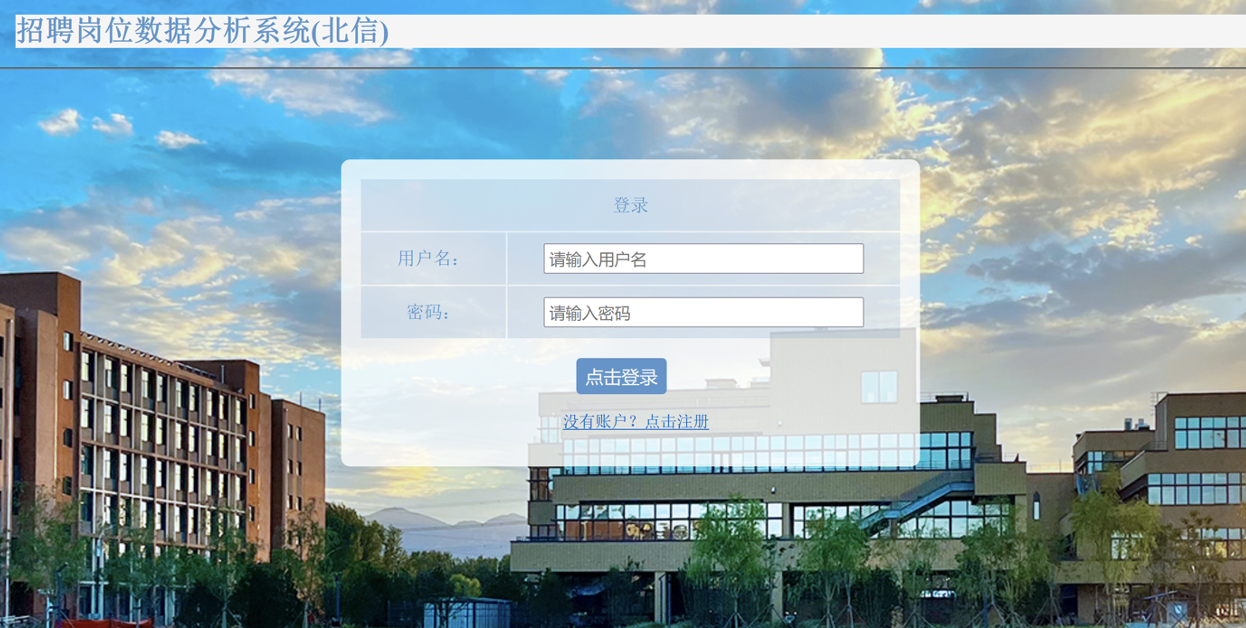 招聘岗位数据分析系统(北信)
登录
用户名：
请输入用户名
密码：
请输入密码
点击登录
没有账户？点击注册